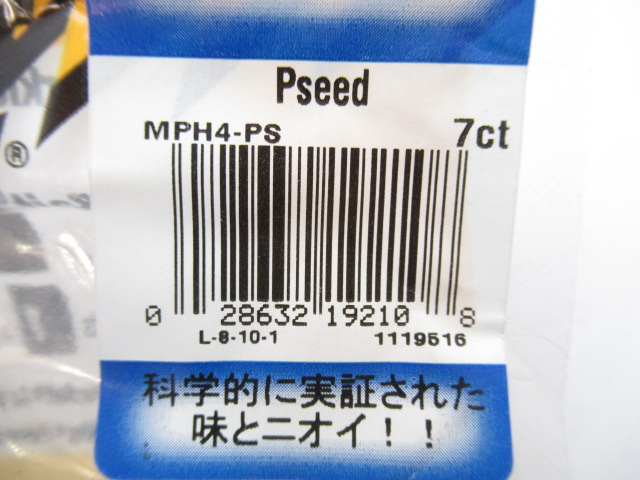 Pseed
MPH4-PS 7ct
®
0 28632 19210 8
L-8-10-1 1119516
科学的に実証された
味とニオイ！！